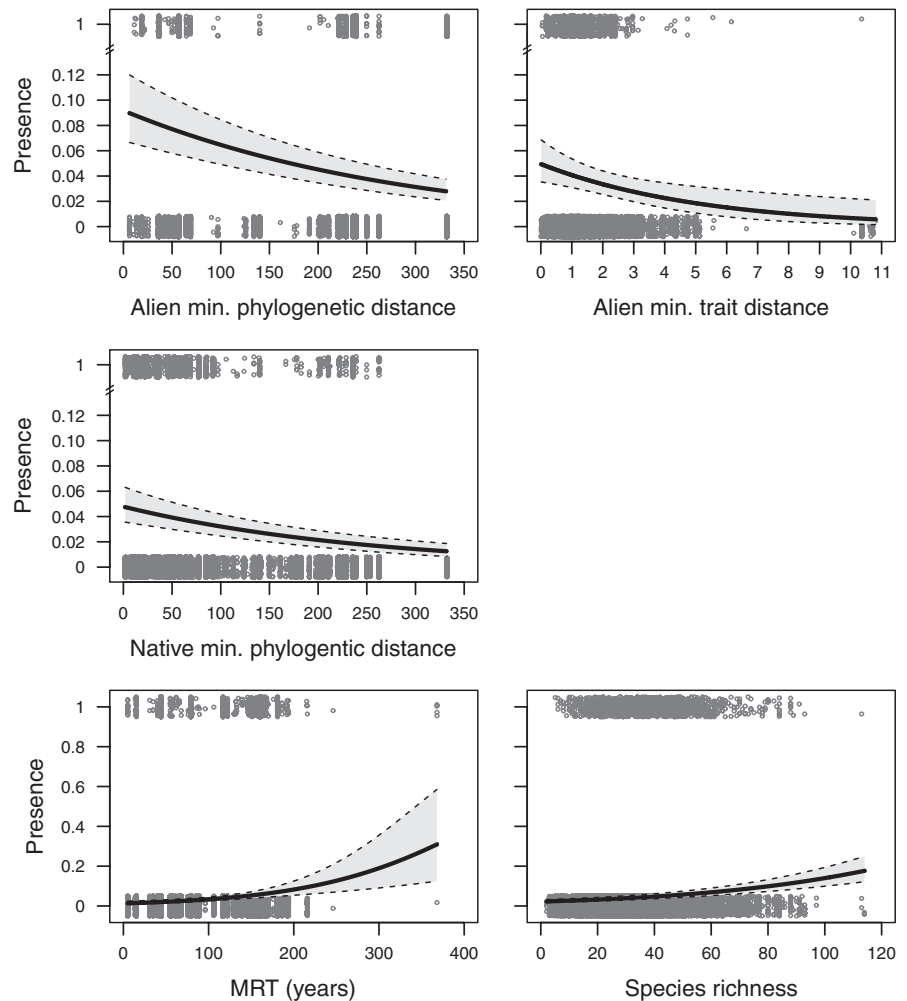 Presence
1
0.12
0.10
0.08
0.06
0.04
0.02
0
0 50 100 150 200 250 300 350
Alien min. phylogenetic distance
0 1 2 3 4 5 6 7 8 9 10 11
Alien min. trait distance
Presence
1
0.12
0.10
0.08
0.06
0.04
0.02
0
0 50 100 150 200 250 300 350
Native min. phylogentic distance
Presence
1
0.8
0.6
0.4
0.2
0
0 100 200 300 400
MRT (years)
0 20 40 60 80 100 120
Species richness